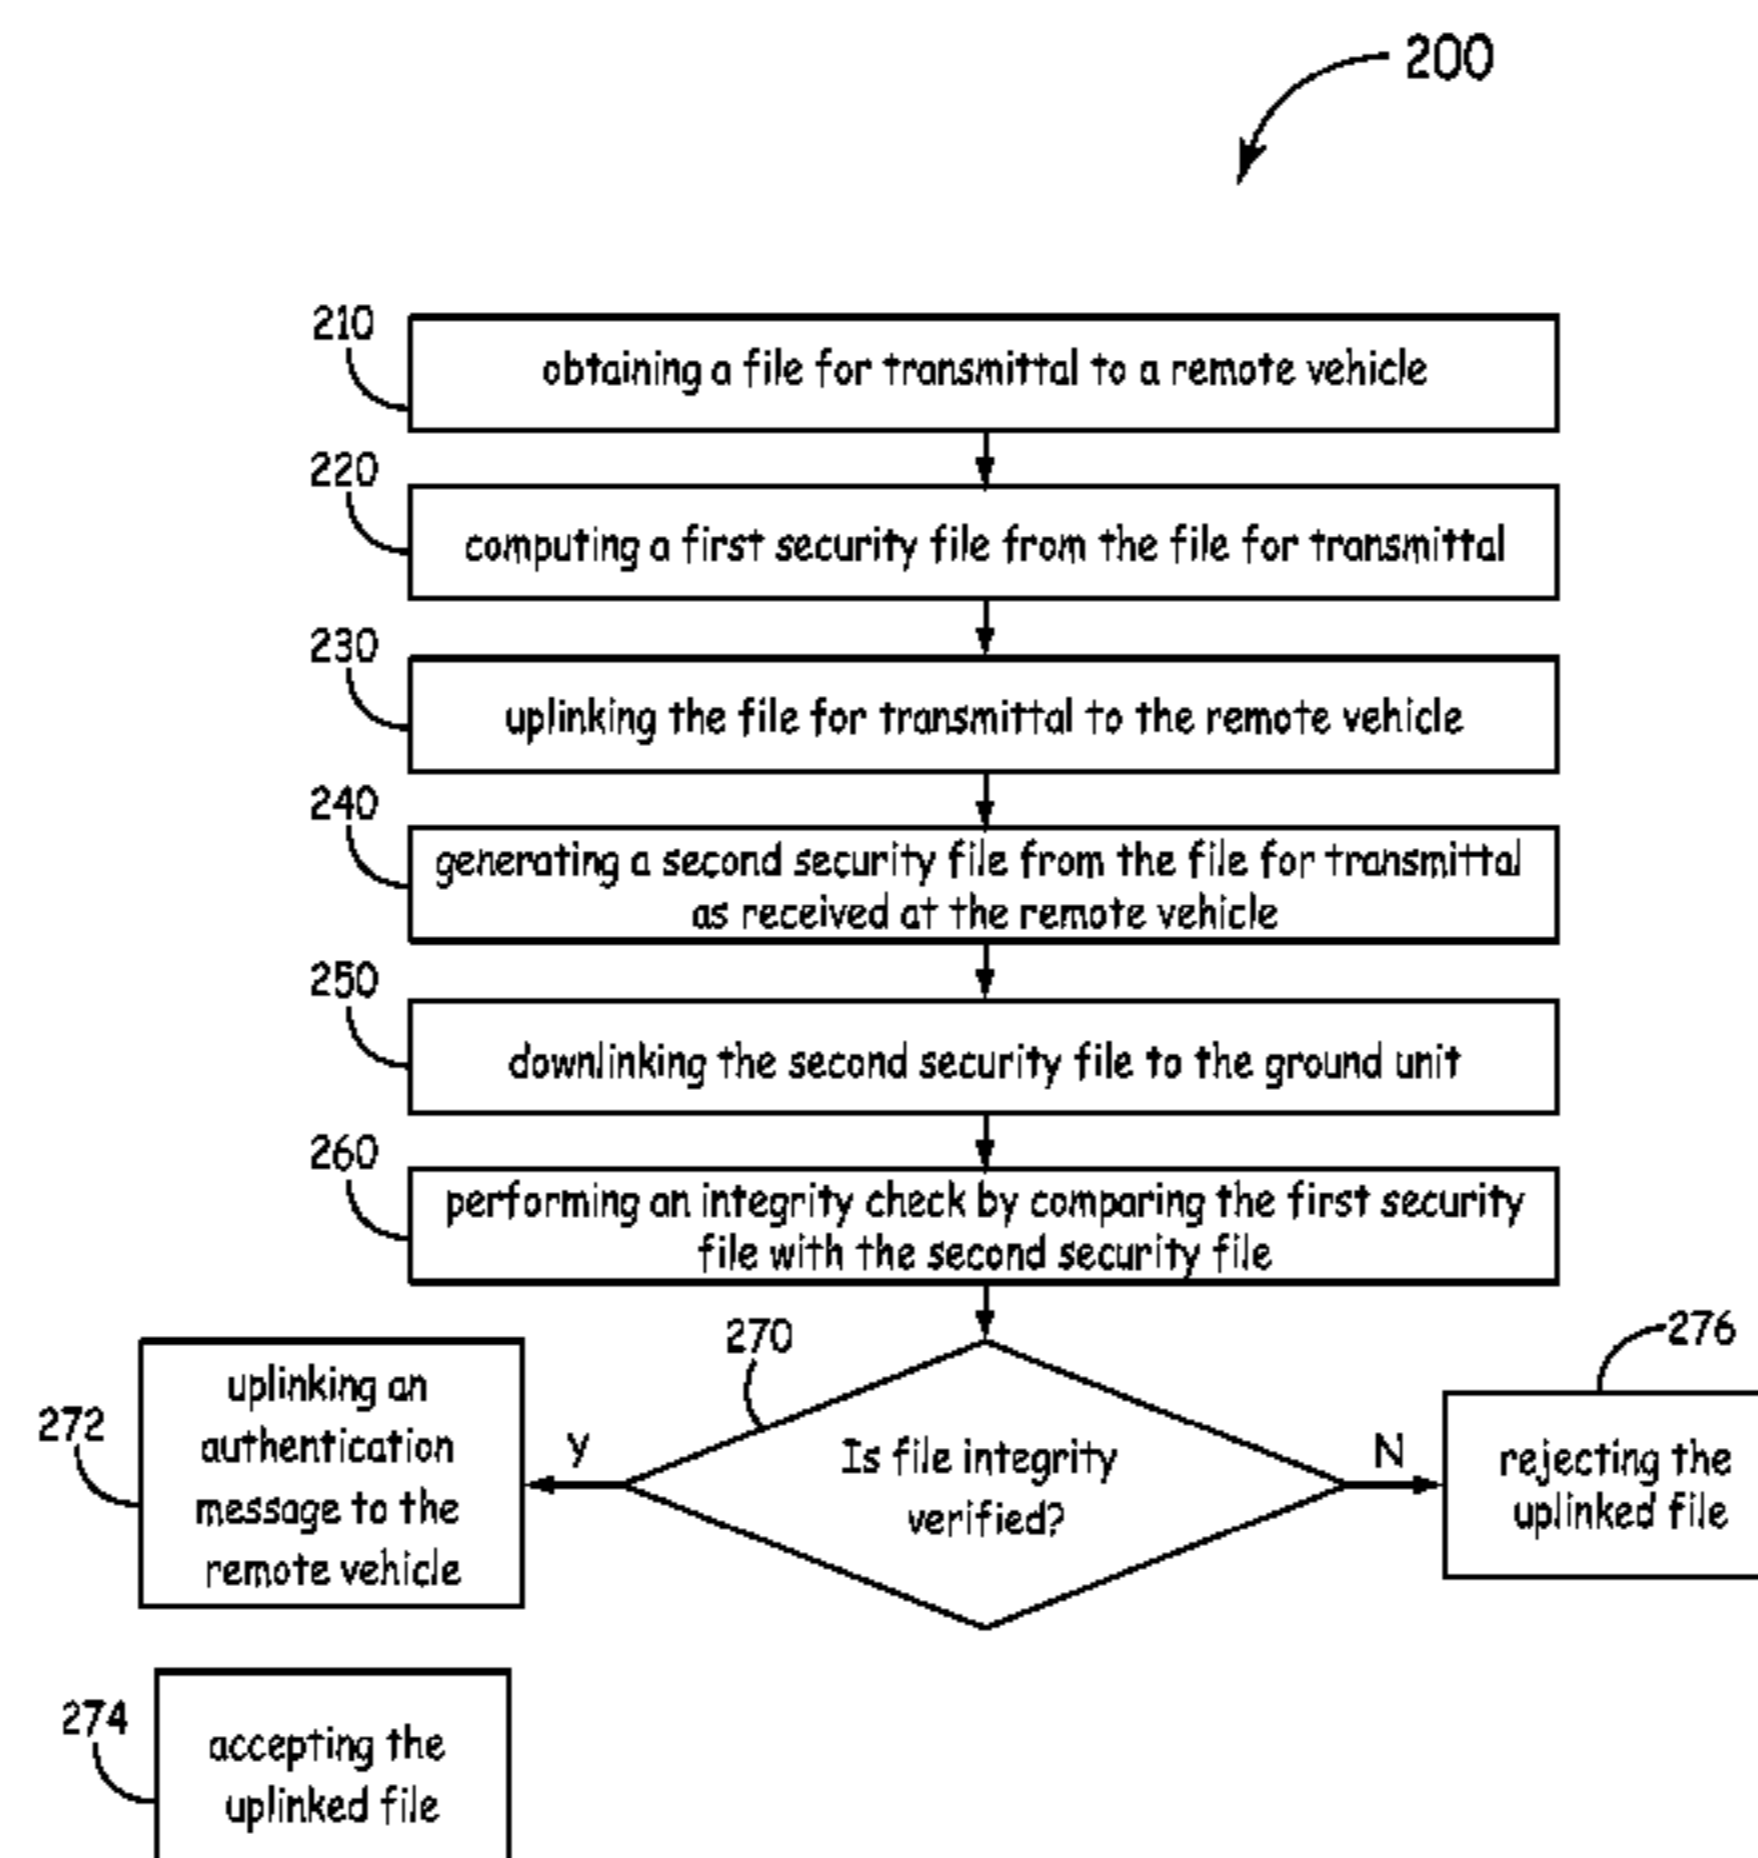 200
210
obtaining a file for transmittal to a remote vehicle
220
computing a first security file from the file for transmittal
230
uplinking the file for transmittal to the remote vehicle
240
generating a second security file from the file for transmittal
as received at the remote vehicle
250
downlinking the second security file to the ground unit
260
performing an integrity check by comparing the first security
file with the second security file
270
Is file integrity
verified?
Y
N
272
uplinking an
authentication
message to the
remote vehicle
276
rejecting the
uplinked file
274
accepting the
uplinked file